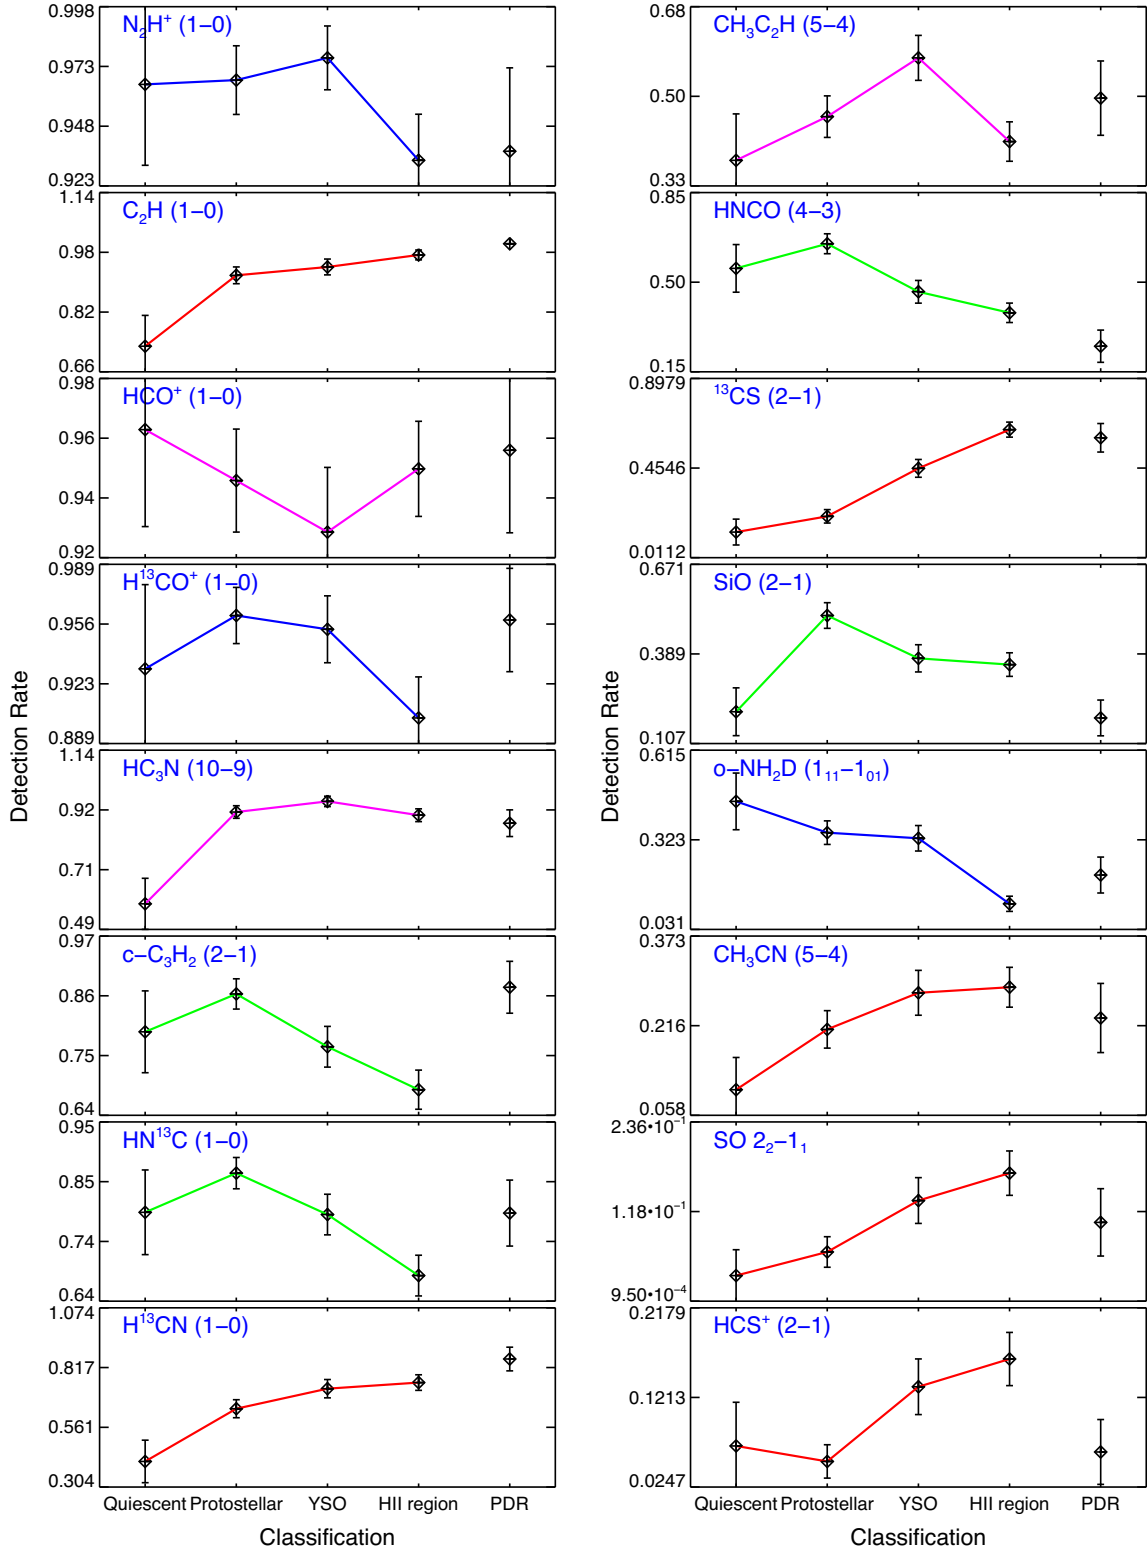 N₂H⁺ (1−0)
0.998
0.973
0.948
0.923
C₂H (1−0)
1.14
0.98
0.82
0.66
HCO⁺ (1−0)
0.98
0.96
0.94
0.92
H¹³CO⁺ (1−0)
0.989
0.956
0.923
0.889
HC₃N (10−9)
1.14
0.92
0.71
0.49
c−C₃H₂ (2−1)
0.97
0.86
0.75
0.64
HN¹³C (1−0)
0.95
0.85
0.74
0.64
H¹³CN (1−0)
1.074
0.817
0.561
0.304
Detection Rate
Quiescent Protostellar YSO HII region PDR
Classification
CH₃C₂H (5−4)
0.68
0.50
0.33
HNCO (4−3)
0.85
0.50
0.15
¹³CS (2−1)
0.8979
0.4546
0.0112
SiO (2−1)
0.671
0.389
0.107
o−NH₂D (1₁₁−1₀₁)
0.615
0.323
0.031
CH₃CN (5−4)
0.373
0.216
0.058
SO 2₂−1₁
2.36•10⁻¹
1.18•10⁻¹
9.50•10⁻⁴
HCS⁺ (2−1)
0.2179
0.1213
0.0247
Detection Rate
Quiescent Protostellar YSO HII region PDR
Classification